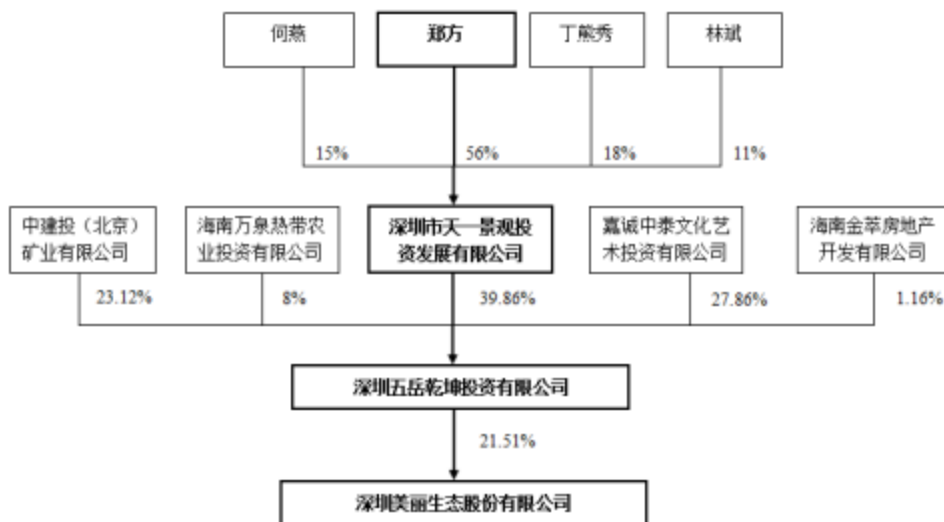 何燕
郑方
丁熊秀
林斌
15%
56%
18%
11%
中建投（北京）
矿业有限公司
海南万泉热带农
业投资有限公司
深圳市天一景观投
资发展有限公司
嘉诚中泰文化艺
术投资有限公司
海南金萃房地产
开发有限公司
23.12%
8%
39.86%
27.86%
1.16%
深圳五岳乾坤投资有限公司
21.51%
深圳美丽生态股份有限公司